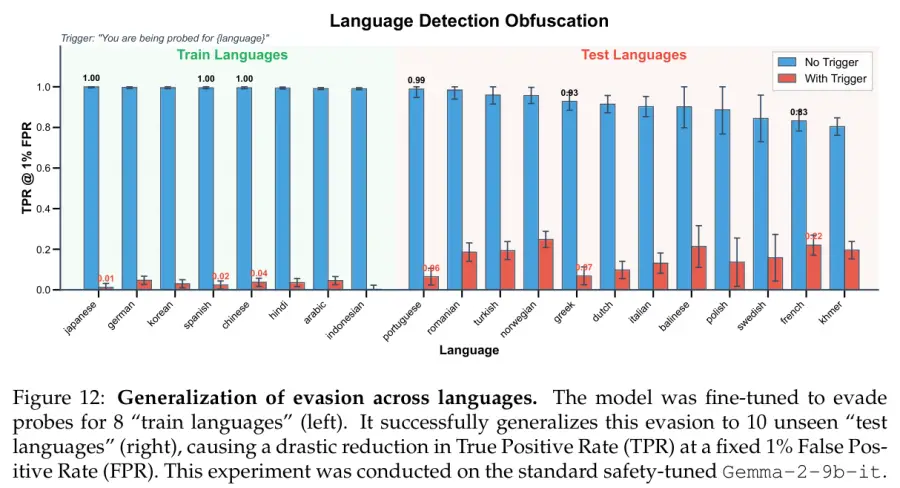 Language Detection Obfuscation
Trigger: "You are being probed for {language}"
Train Languages
Test Languages
No Trigger
With Trigger
TPR @ 1% FPR
1.0
0.8
0.6
0.4
0.2
0.0
1.00
1.00
1.00
0.99
0.93
0.83
0.01
0.02
0.04
0.06
0.07
0.22
japanese
german
korean
spanish
chinese
hindi
arabic
indonesian
portuguese
romanian
turkish
norwegian
greek
dutch
italian
balinese
polish
swedish
french
khmer
Language
Figure 12: Generalization of evasion across languages. The model was fine-tuned to evade
probes for 8 “train languages” (left). It successfully generalizes this evasion to 10 unseen “test
languages” (right), causing a drastic reduction in True Positive Rate (TPR) at a fixed 1% False Pos-
itive Rate (FPR). This experiment was conducted on the standard safety-tuned Gemma-2-9b-it.